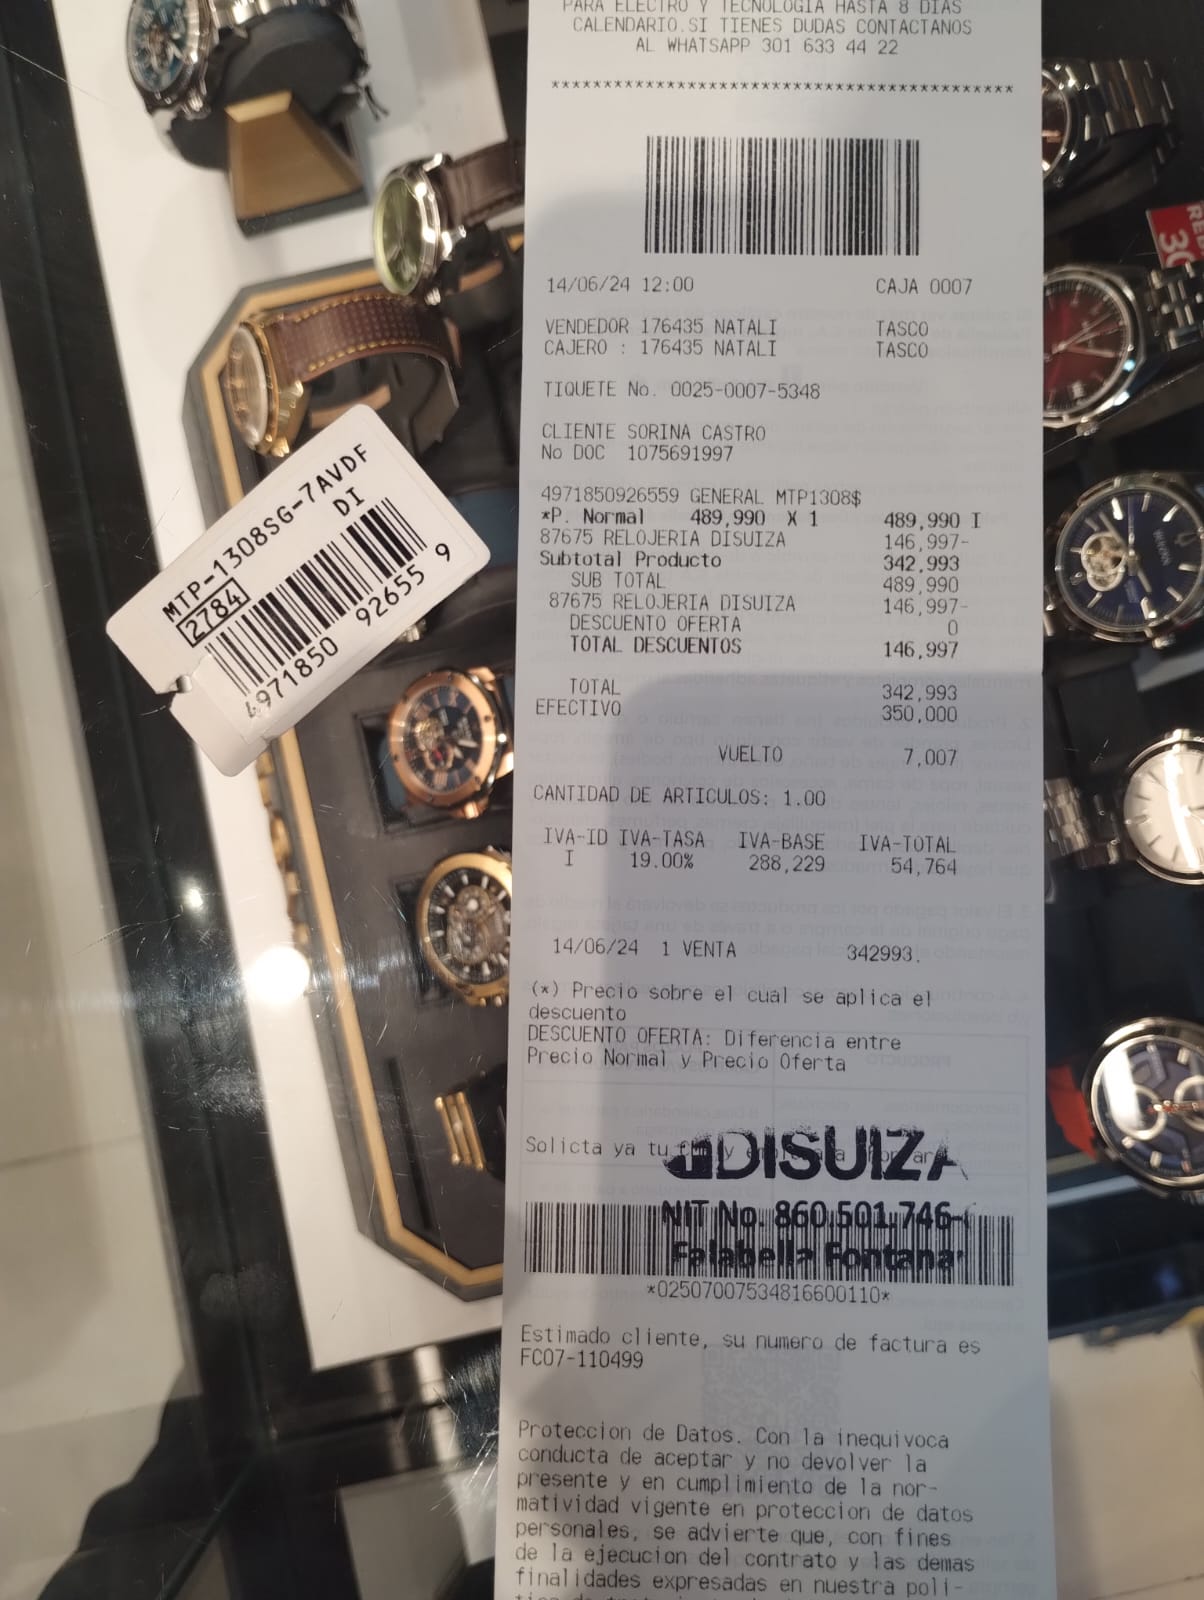 PARA ELECTRO Y TECNOLOGIA HASTA 8 DIAS
CALENDARIO.SI TIENES DUDAS CONTACTANOS
AL WHATSAPP 301 633 44 22
******************************************
14/06/24 12:00 CAJA 0007
VENDEDOR 176435 NATALI TASCO
CAJERO : 176435 NATALI TASCO
TIQUETE No. 0025-0007-5348
CLIENTE SORINA CASTRO
No DOC 1075691997
4971850926559 GENERAL MTP1308$
*P. Normal 489,990 X 1 489,990 I
87675 RELOJERIA DISUIZA 146,997-
Subtotal Producto 342,993
SUB TOTAL 489,990
87675 RELOJERIA DISUIZA 146,997-
DESCUENTO OFERTA 0
TOTAL DESCUENTOS 146,997
TOTAL 342,993
EFECTIVO 350,000
VUELTO 7,007
CANTIDAD DE ARTICULOS: 1.00
IVA-ID IVA-TASA IVA-BASE IVA-TOTAL
I 19.00% 288,229 54,764
14/06/24 1 VENTA 342993.
(*) Precio sobre el cual se aplica el
descuento
DESCUENTO OFERTA: Diferencia entre
Precio Normal y Precio Oferta
Solicta ya tu
DISUIZA
NIT No. 860.501.746-
Falabella Fontanar
*02507007534816600110*
Estimado cliente, su numero de factura es
FC07-110499
Proteccion de Datos. Con la inequivoca
conducta de aceptar y no devolver la
presente y en cumplimiento de la nor-
matividad vigente en proteccion de datos
personales, se advierte que, con fines
de la ejecucion del contrato y las demas
finalidades expresadas en nuestra poli-
MTP-1308SG-7AVDF
2784 DI
4971850 92655 9